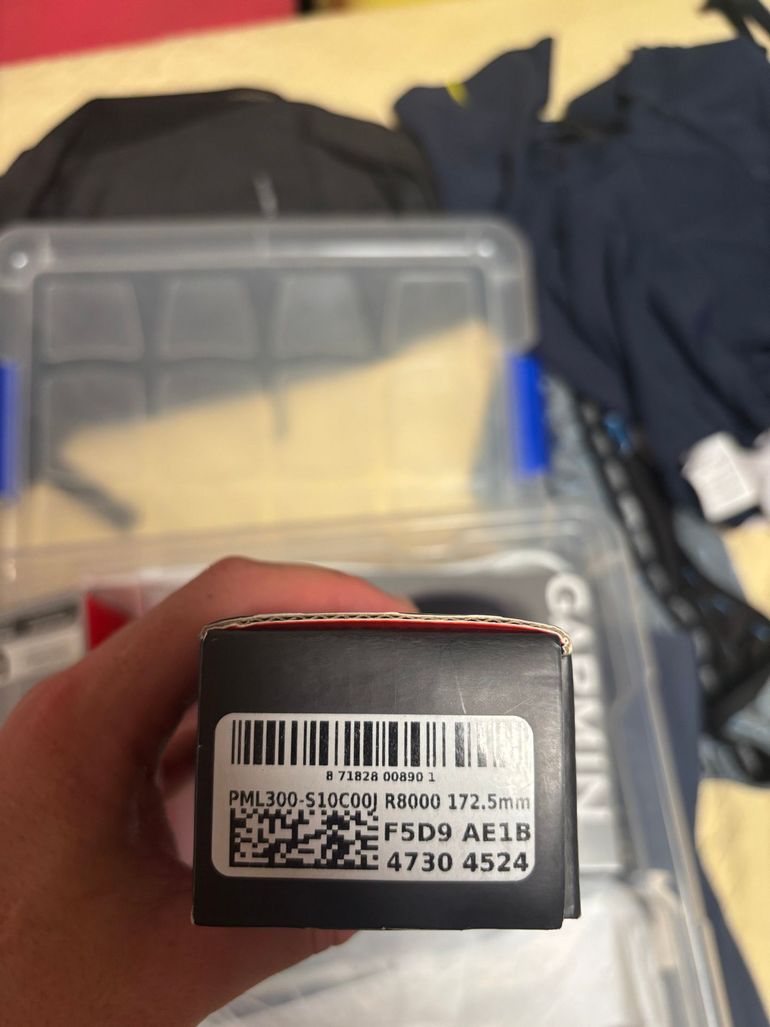 GARMIN
8 71828 00890 1
PML300-S10C00J R8000 172.5mm
F5D9 AE1B
4730 4524